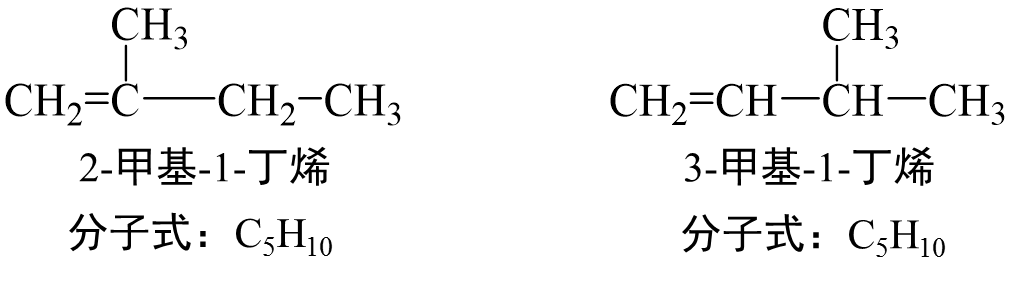 CH₃
CH₂=C—CH₂-CH₃
2-甲基-1-丁烯
分子式：C₅H₁₀
CH₃
CH₂=CH—CH—CH₃
3-甲基-1-丁烯
分子式：C₅H₁₀